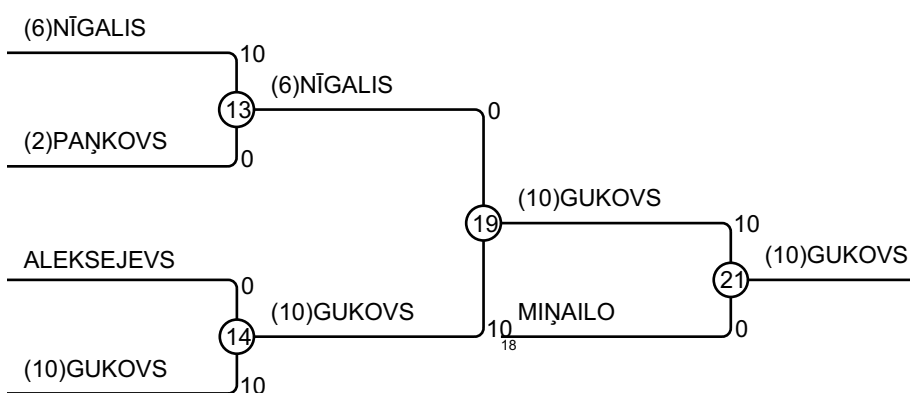 (6)NĪGALIS
10
(6)NĪGALIS
13
0
(2)PAŅKOVS
0
(10)GUKOVS
19
10
ALEKSEJEVS
(10)GUKOVS
0
21
(10)GUKOVS
MIŅAILO
14
10
0
18
(10)GUKOVS
10